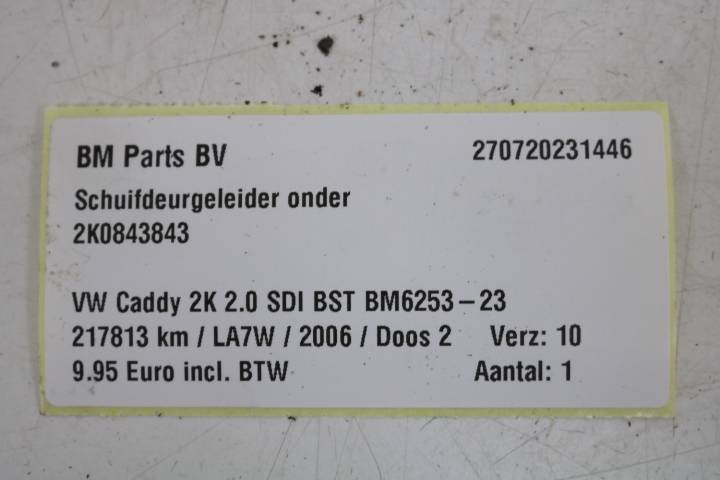 BM Parts BV 270720231446
Schuifdeurgeleider onder
2K0843843
VW Caddy 2K 2.0 SDI BST BM6253-23
217813 km / LA7W / 2006 / Doos 2 Verz: 10
9.95 Euro incl. BTW Aantal: 1